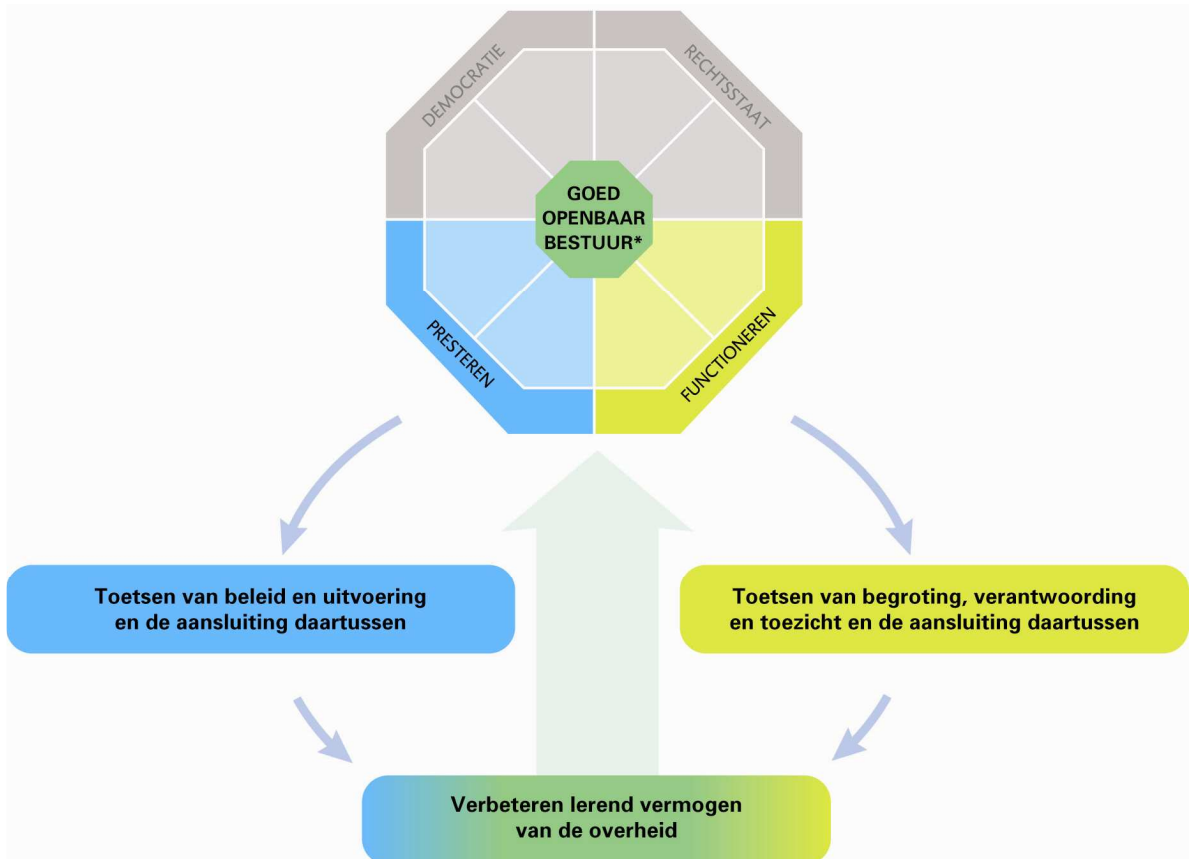 DEMOCRATIE
RECHTSSTAAT
GOED
OPENBAAR
BESTUUR*
PRESTEREN
FUNCTIONEREN
Toetsen van beleid en uitvoering
en de aansluiting daartussen
Toetsen van begroting, verantwoording
en toezicht en de aansluiting daartussen
Verbeteren lerend vermogen
van de overheid